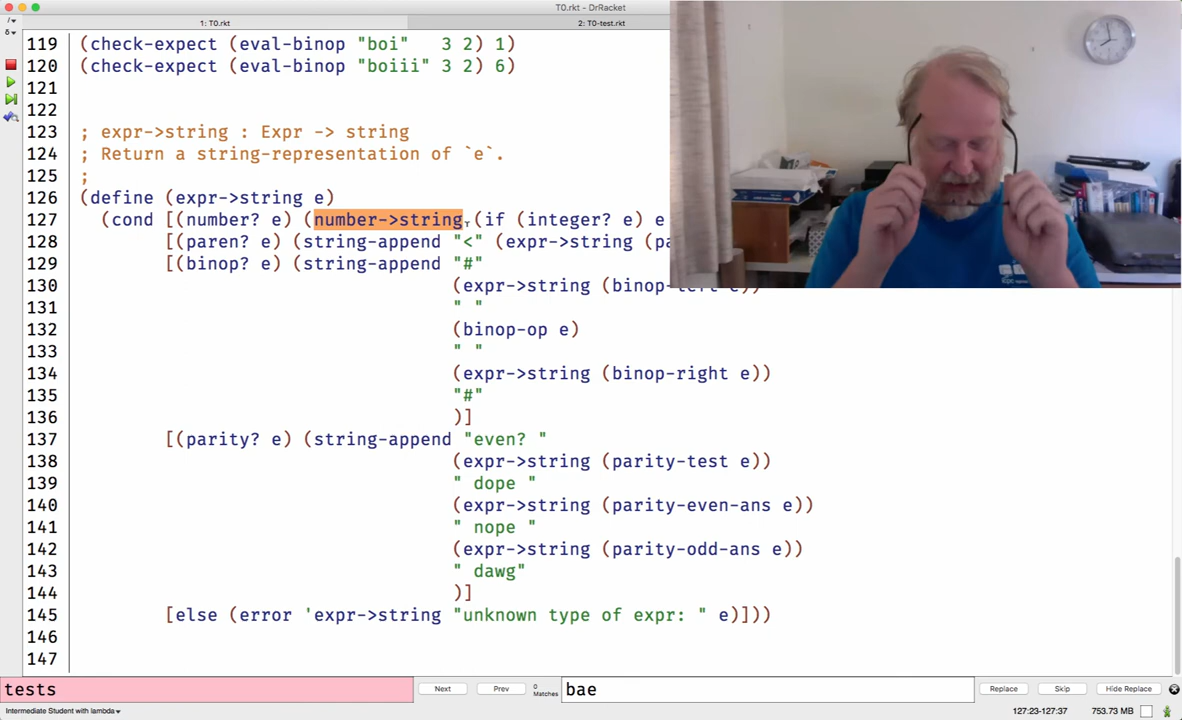 T0.rkt - DrRacket
1: T0.rkt
2: T0-test.rkt
119 (check-expect (eval-binop "boi" 3 2) 1)
120 (check-expect (eval-binop "boiii" 3 2) 6)
121
122
123 ; expr->string : Expr -> string
124 ; Return a string-representation of `e`.
125 ;
126 (define (expr->string e)
127 (cond [(number? e) (number->string (if (integer? e) e
128 [(paren? e) (string-append "<" (expr->string (pa
129 [(binop? e) (string-append "#"
130 (expr->string (binop-left e))
131 " "
132 (binop-op e)
133 " "
134 (expr->string (binop-right e))
135 "#"
136 )]
137 [(parity? e) (string-append "even? "
138 (expr->string (parity-test e))
139 " dope "
140 (expr->string (parity-even-ans e))
141 " nope "
142 (expr->string (parity-odd-ans e))
143 " dawg"
144 )]
145 [else (error 'expr->string "unknown type of expr: " e)]))
146
147
tests Next Prev 0 Matches bae Replace Skip Hide Replace
Intermediate Student with lambda 127:23-127:37 753.73 MB